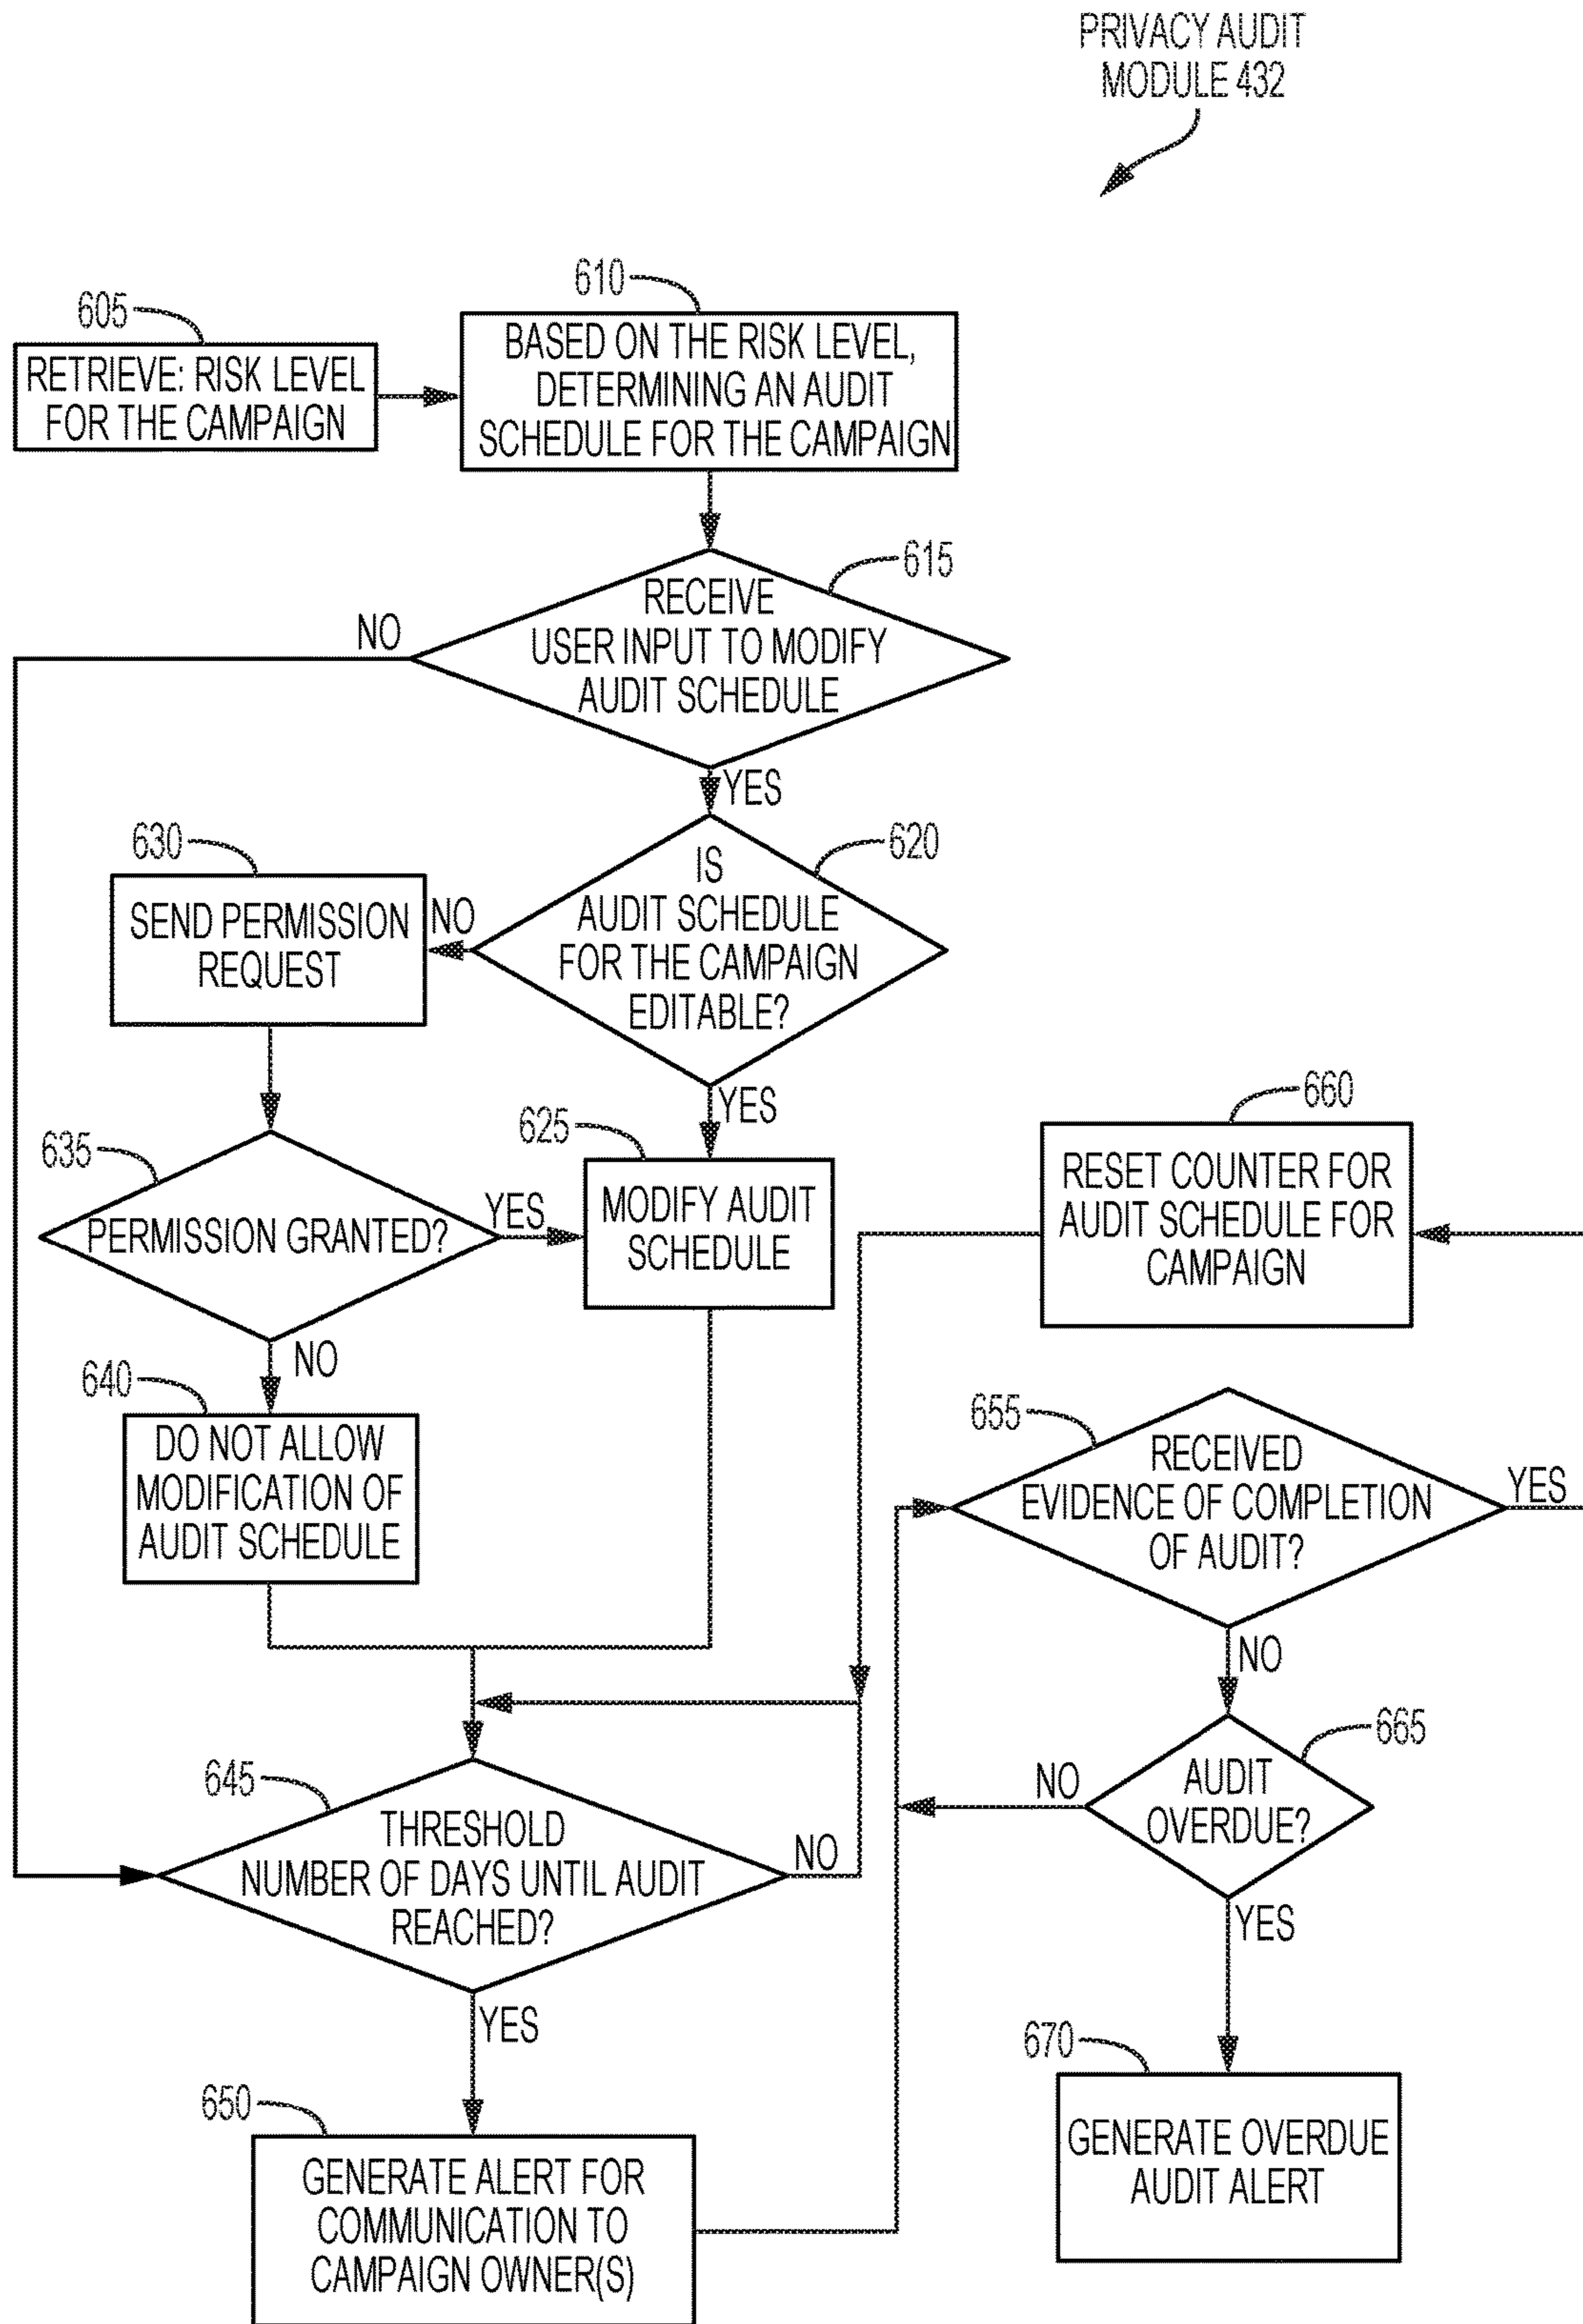 PRIVACY AUDIT
MODULE 432
605
RETRIEVE: RISK LEVEL
FOR THE CAMPAIGN
610
BASED ON THE RISK LEVEL,
DETERMINING AN AUDIT
SCHEDULE FOR THE CAMPAIGN
615
RECEIVE
USER INPUT TO MODIFY
AUDIT SCHEDULE
NO
YES
620
IS
AUDIT SCHEDULE
FOR THE CAMPAIGN
EDITABLE?
NO
YES
630
SEND PERMISSION
REQUEST
635
PERMISSION GRANTED?
YES
NO
625
MODIFY AUDIT
SCHEDULE
640
DO NOT ALLOW
MODIFICATION OF
AUDIT SCHEDULE
645
THRESHOLD
NUMBER OF DAYS UNTIL AUDIT
REACHED?
NO
YES
650
GENERATE ALERT FOR
COMMUNICATION TO
CAMPAIGN OWNER(S)
660
RESET COUNTER FOR
AUDIT SCHEDULE FOR
CAMPAIGN
655
RECEIVED
EVIDENCE OF COMPLETION
OF AUDIT?
YES
NO
665
AUDIT
OVERDUE?
NO
YES
670
GENERATE OVERDUE
AUDIT ALERT